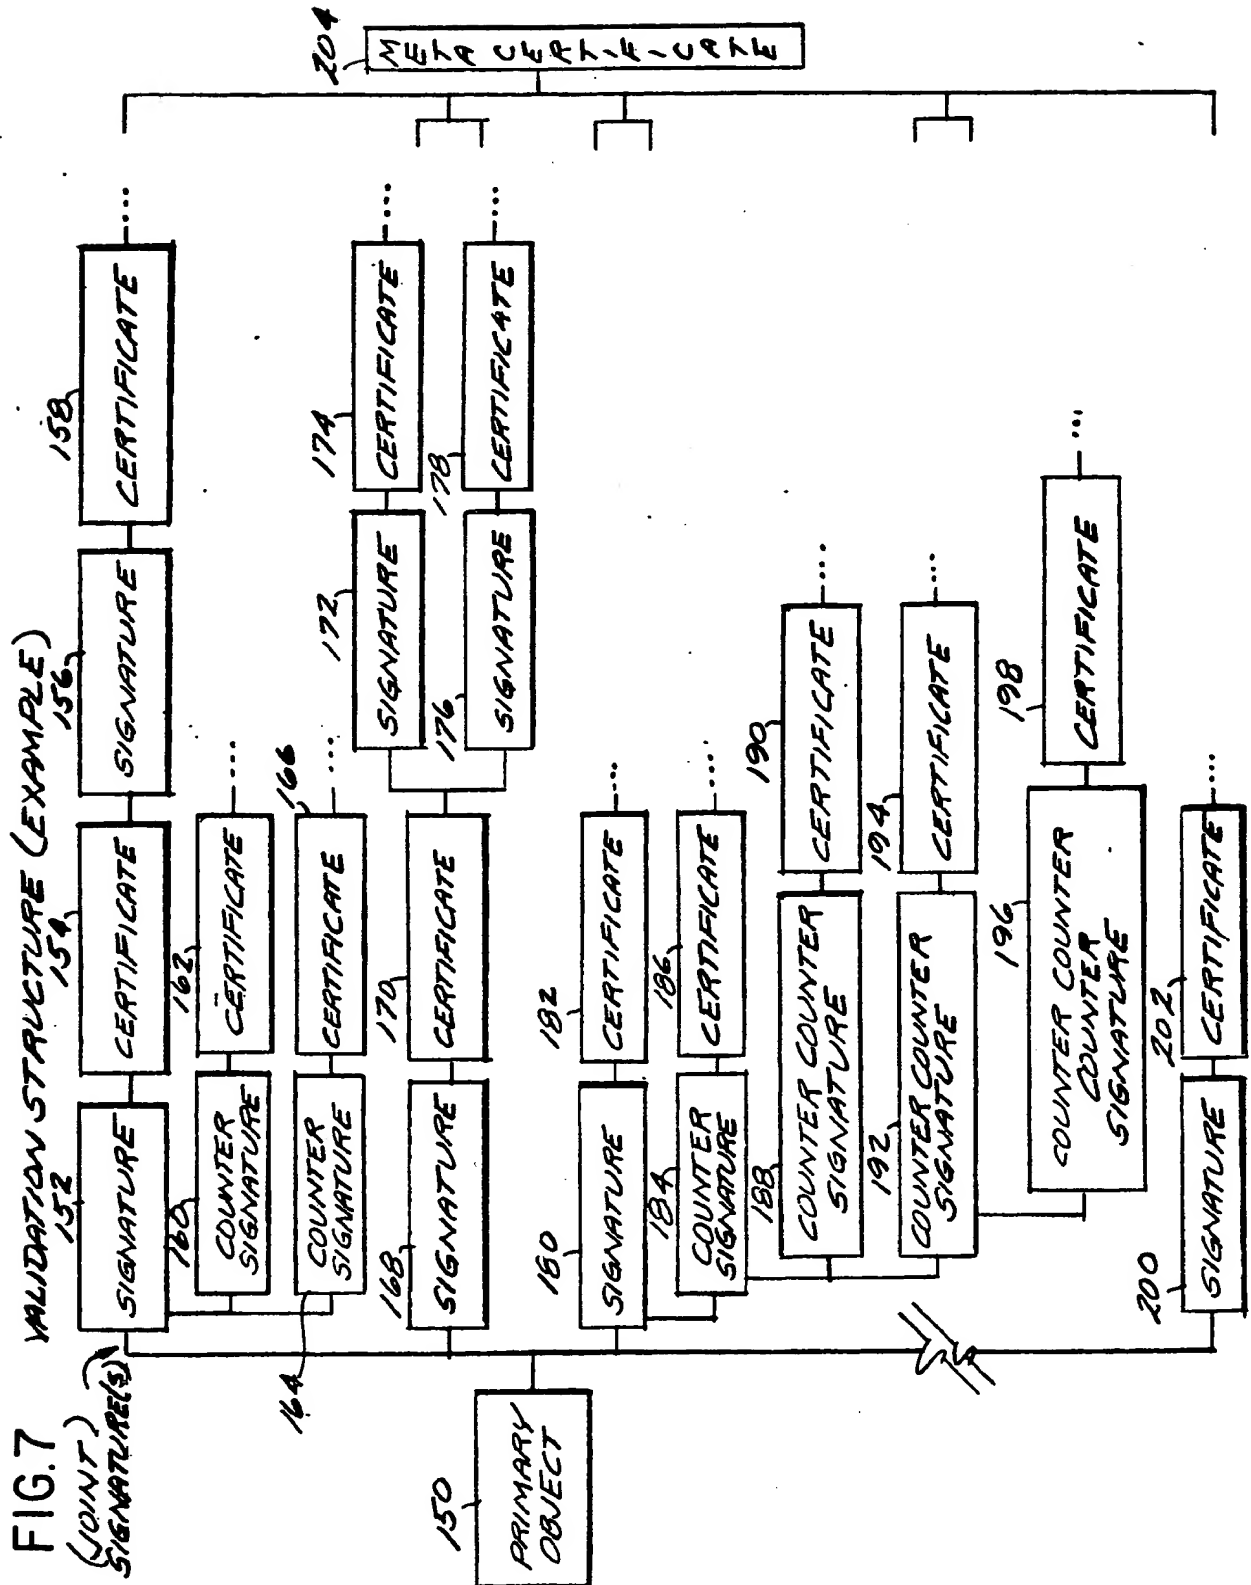 FIG.7
VALIDATION STRUCTURE (EXAMPLE)
(JOINT)
SIGNATURE(S)
152
SIGNATURE
154
CERTIFICATE
156
SIGNATURE
158
CERTIFICATE
....
160
COUNTER
SIGNATURE
162
CERTIFICATE
....
164
COUNTER
SIGNATURE
166
CERTIFICATE
....
168
SIGNATURE
170
CERTIFICATE
172
SIGNATURE
174
CERTIFICATE
....
176
SIGNATURE
178
CERTIFICATE
....
150
PRIMARY
OBJECT
180
SIGNATURE
182
CERTIFICATE
....
184
COUNTER
SIGNATURE
186
CERTIFICATE
....
188
COUNTER COUNTER
SIGNATURE
190
CERTIFICATE
....
192
COUNTER COUNTER
SIGNATURE
194
CERTIFICATE
....
196
COUNTER COUNTER
COUNTER
SIGNATURE
198
CERTIFICATE
...
200
SIGNATURE
202
CERTIFICATE
....
204
META CERTIFICATE